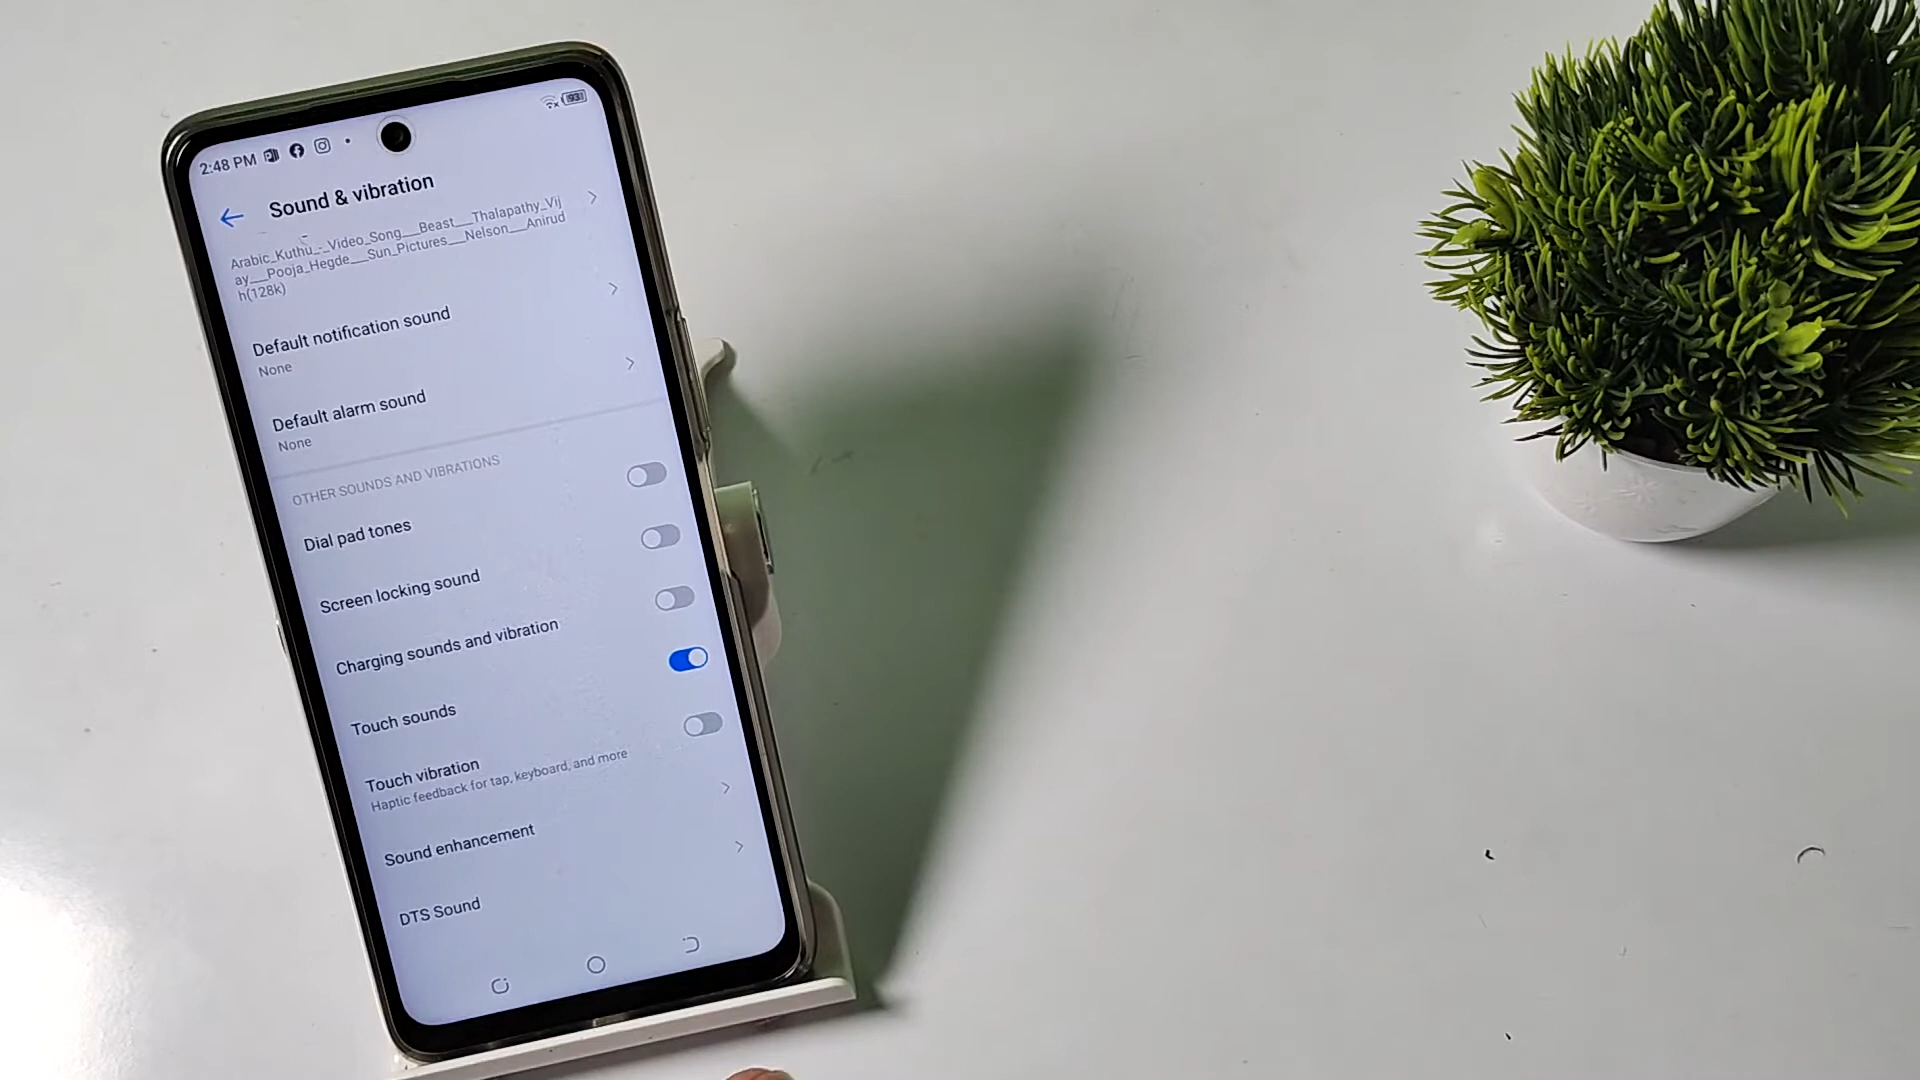 2:48 PM
93
Sound & vibration
Arabic_Kuthu_-_Video_Song__Beast__Thalapathy_Vij
ay__Pooja_Hegde__Sun_Pictures__Nelson__Anirud
h(128k)
Default notification sound
None
Default alarm sound
None
OTHER SOUNDS AND VIBRATIONS
Dial pad tones
Screen locking sound
Charging sounds and vibration
Touch sounds
Touch vibration
Haptic feedback for tap, keyboard, and more
Sound enhancement
DTS Sound